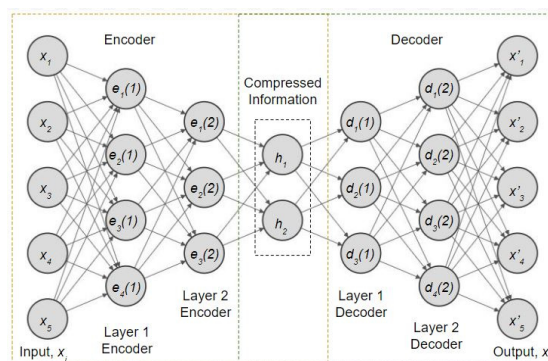 Encoder
Decoder
Compressed
Information
x1
x2
x3
x4
x5
e1(1)
e2(1)
e3(1)
e4(1)
e1(2)
e2(2)
e3(2)
h1
h2
d1(1)
d2(1)
d3(1)
d1(2)
d2(2)
d3(2)
d4(2)
x'1
x'2
x'3
x'4
x'5
Input, xi
Layer 1
Encoder
Layer 2
Encoder
Layer 1
Decoder
Layer 2
Decoder
Output, x